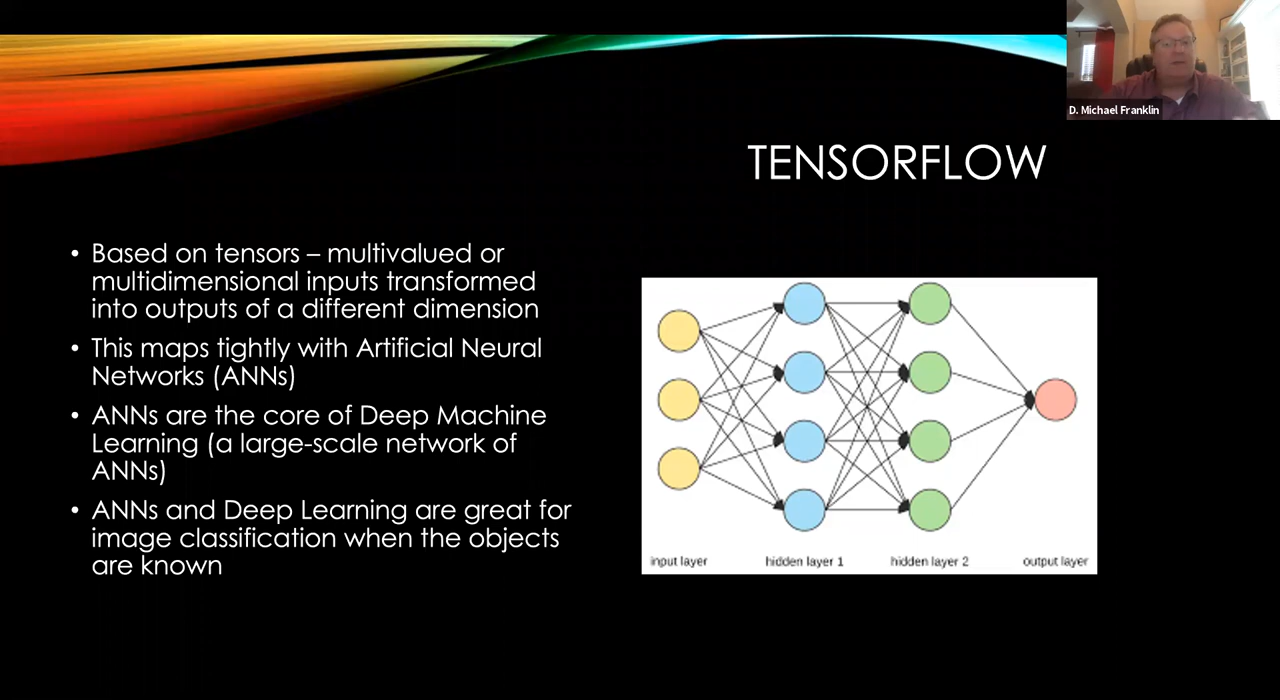 D. Michael Franklin
TENSORFLOW
• Based on tensors – multivalued or
multidimensional inputs transformed
into outputs of a different dimension
• This maps tightly with Artificial Neural
Networks (ANNs)
• ANNs are the core of Deep Machine
Learning (a large-scale network of
ANNs)
• ANNs and Deep Learning are great for
image classification when the objects
are known
input layer
hidden layer 1
hidden layer 2
output layer